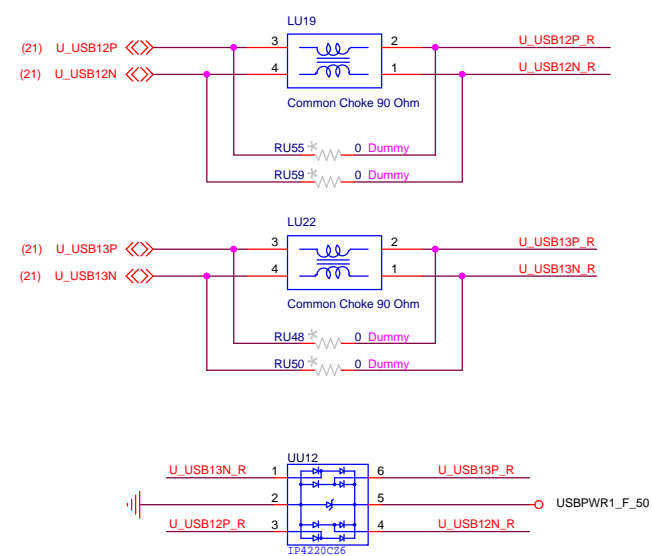 LU19
(21) U_USB12P 3 2 U_USB12P_R
(21) U_USB12N 4 1 U_USB12N_R
Common Choke 90 Ohm
RU55 * 0 Dummy
RU59 * 0 Dummy
LU22
(21) U_USB13P 3 2 U_USB13P_R
(21) U_USB13N 4 1 U_USB13N_R
Common Choke 90 Ohm
RU48 * 0 Dummy
RU50 * 0 Dummy
UU12
U_USB13N_R 1 6 U_USB13P_R
2 5 USBPWR1_F_50
U_USB12P_R 3 4 U_USB12N_R
IP4220CZ6